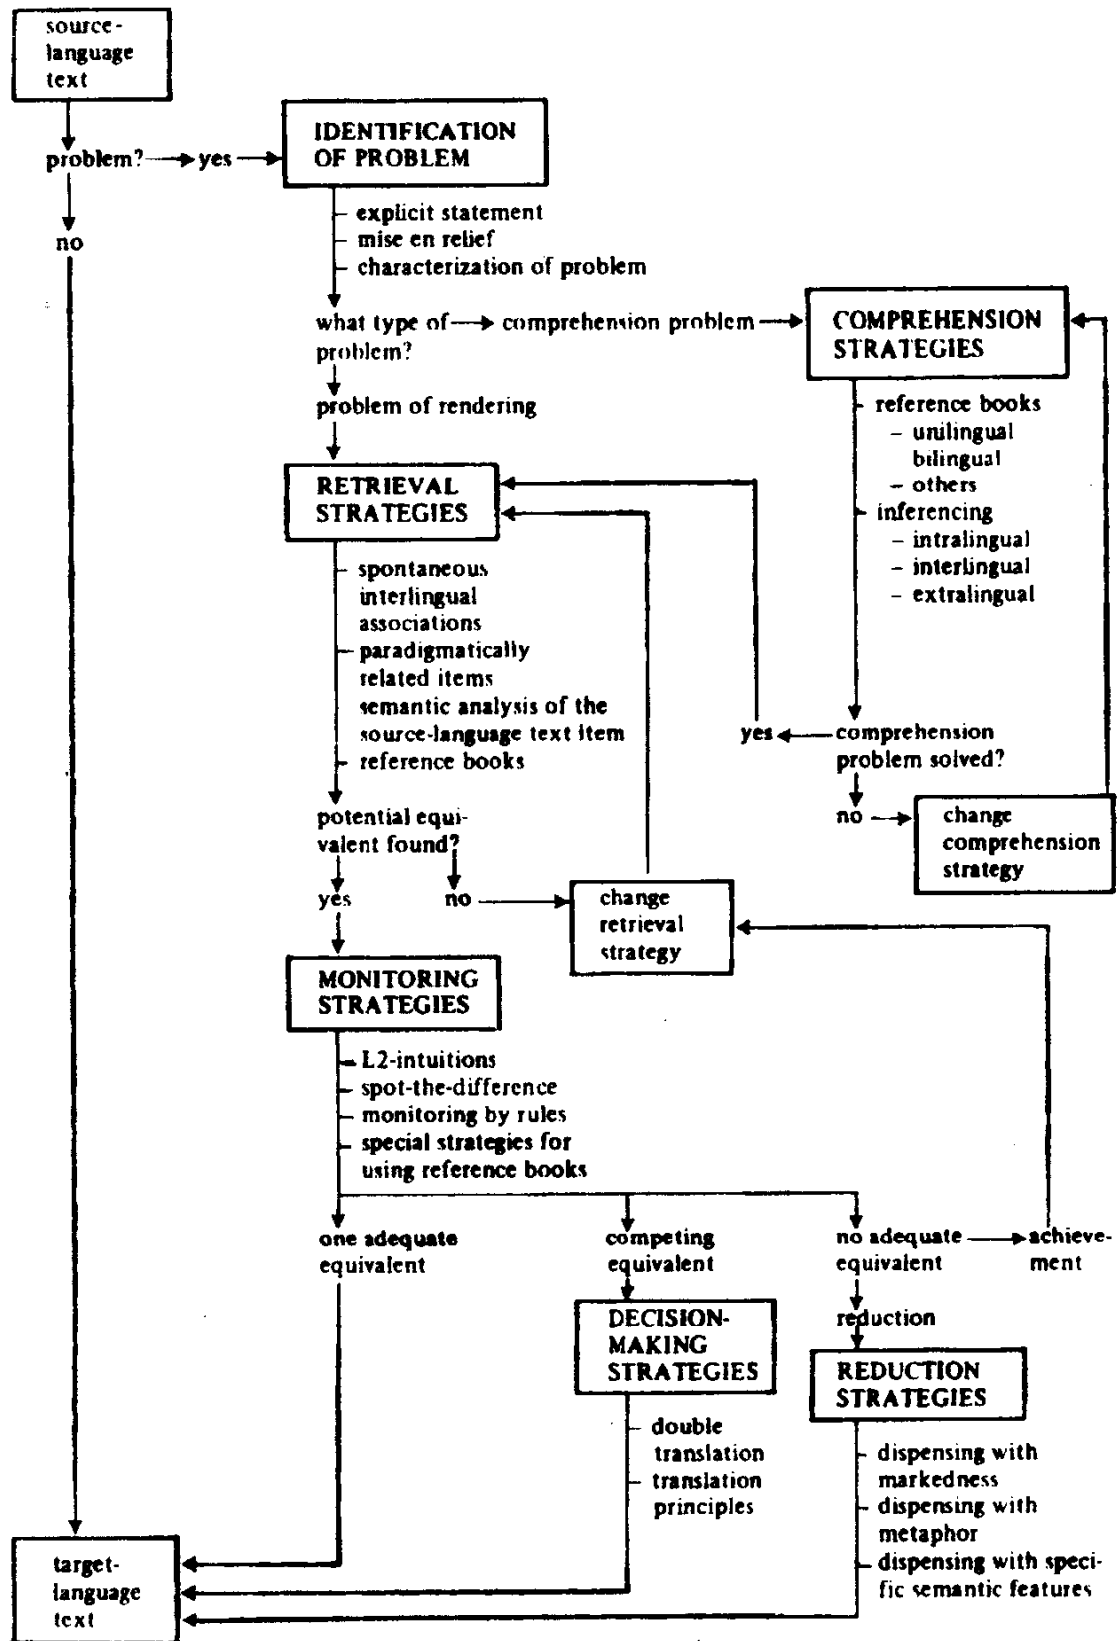 source-
language
text
problem? yes
IDENTIFICATION
OF PROBLEM
no
explicit statement
mise en relief
– characterization of problem
what type of comprehension problem
problem?
COMPREHENSION
STRATEGIES
problem of rendering
reference books
– unilingual
bilingual
– others
– inferencing
– intralingual
– interlingual
– extralingual
RETRIEVAL
STRATEGIES
spontaneous
interlingual
associations
– paradigmatically
related items
semantic analysis of the
source-language text item
– reference books
yes
comprehension
problem solved?
no
change
comprehension
strategy
potential equi-
valent found?
yes
no
change
retrieval
strategy
MONITORING
STRATEGIES
– L2-intuitions
– spot-the-difference
– monitoring by rules
– special strategies for
using reference books
one adequate
equivalent
competing
equivalent
no adequate
equivalent
achieve-
ment
DECISION-
MAKING
STRATEGIES
reduction
REDUCTION
STRATEGIES
– double
translation
– translation
principles
– dispensing with
markedness
– dispensing with
metaphor
– dispensing with speci-
fic semantic features
target-
language
text